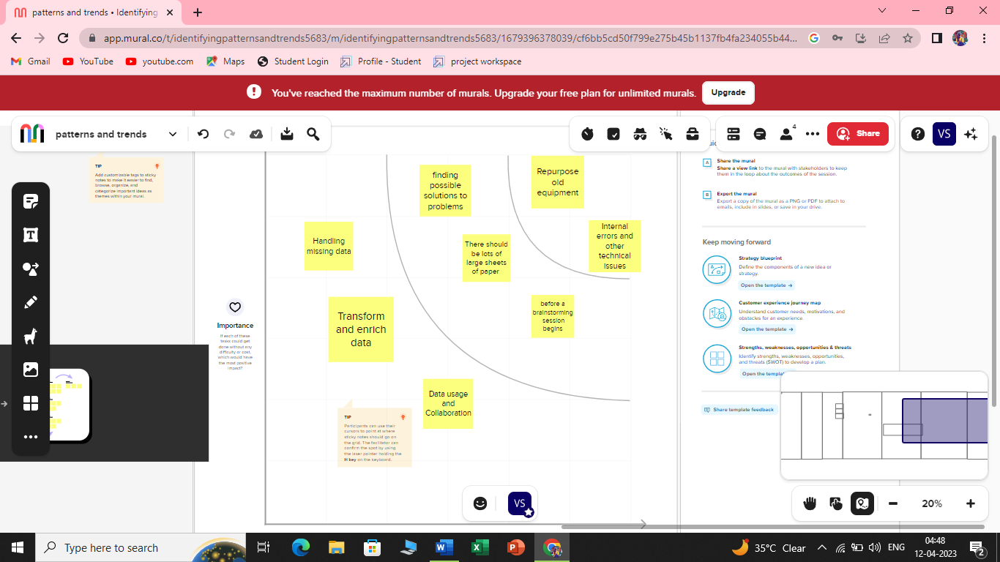 patterns and trends • Identifying
app.mural.co/t/identifyingpatternsandtrends5683/m/identifyingpatternsandtrends5683/1679396378039/cf6bb5cd50f799e275b45b1137fb4fa234055b44...
Gmail
YouTube
youtube.com
Maps
Student Login
Profile - Student
project workspace
You've reached the maximum number of murals. Upgrade your free plan for unlimited murals.
Upgrade
patterns and trends
4
Share
VS
TIP
Add customizable tags to sticky
notes to make it easier to find,
browse, organize, and
categorize important ideas as
themes within your mural.
Importance
If each of these
tasks could get
done without any
difficulty or cost,
which would have
the most positive
impact?
finding
possible
solutions to
problems
Repurpose
old
equipment
Handling
missing data
There should
be lots of
large sheets
of paper
Internal
errors and
other
technical
issues
Transform
and enrich
data
before a
brainstorming
session
begins
Data usage
and
Collaboration
TIP
Participants can use their
cursors to point at where
sticky notes should go on
the grid. The facilitator can
confirm the spot by using
the laser pointer holding the
H key on the keyboard.
A
Share the mural
Share a view link to the mural with stakeholders to keep
them in the loop about the outcomes of the session.
B
Export the mural
Export a copy of the mural as a PNG or PDF to attach to
emails, include in slides, or save in your drive.
Keep moving forward
Strategy blueprint
Define the components of a new idea or
strategy.
Open the template →
Customer experience journey map
Understand customer needs, motivations, and
obstacles for an experience.
Open the template →
Strengths, weaknesses, opportunities & threats
Identify strengths, weaknesses, opportunities,
and threats (SWOT) to develop a plan.
Open the
Share template feedback
VS
20%
Type here to search
35°C Clear
ENG
04:48
12-04-2023
2